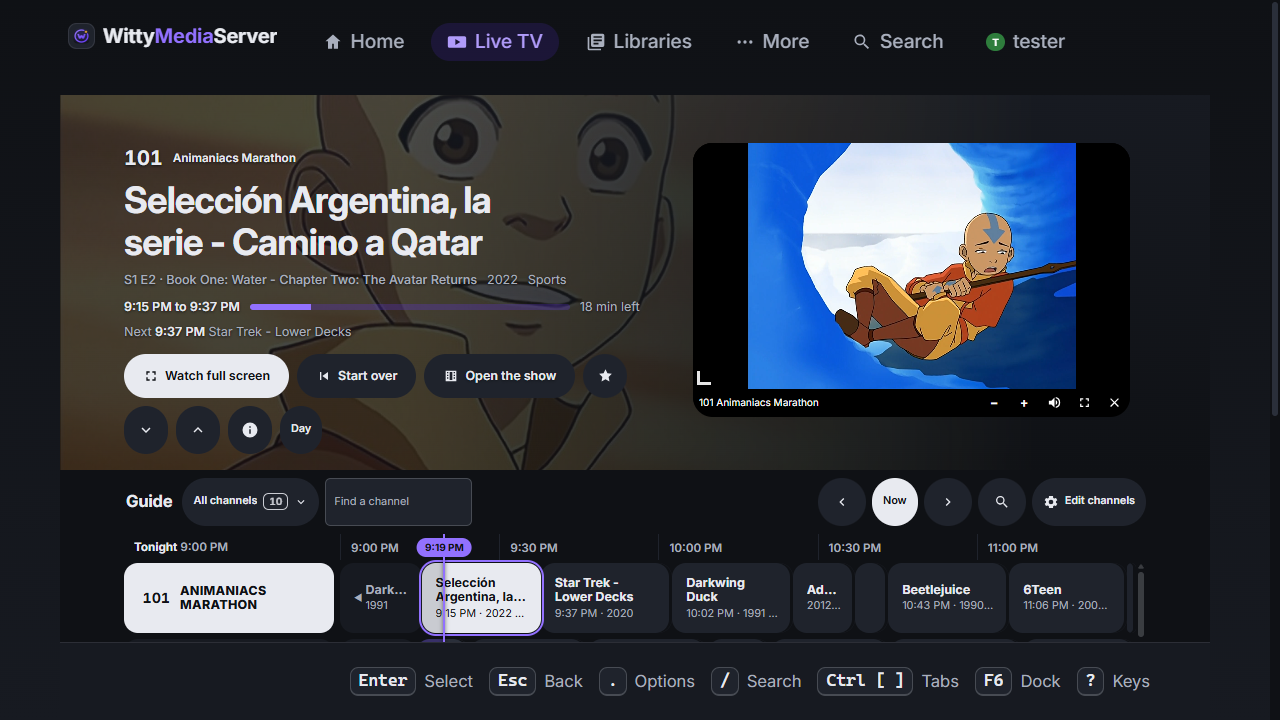 WittyMediaServer
Home
Live TV
Libraries
More
Search
T tester
101 Animaniacs Marathon
Selección Argentina, la
serie - Camino a Qatar
S1 E2 · Book One: Water - Chapter Two: The Avatar Returns 2022 Sports
9:15 PM to 9:37 PM 18 min left
Next 9:37 PM Star Trek - Lower Decks
Watch full screen
Start over
Open the show
Day
101 Animaniacs Marathon
Guide
All channels 10
Find a channel
Now
Edit channels
Tonight 9:00 PM
9:00 PM
9:19 PM
9:30 PM
10:00 PM
10:30 PM
11:00 PM
101 ANIMANIACS
MARATHON
Dark...
1991
Selección
Argentina, la...
9:15 PM · 2022 ...
Star Trek -
Lower Decks
9:37 PM · 2020
Darkwing
Duck
10:02 PM · 1991 ...
Ad...
2012...
Beetlejuice
10:43 PM · 1990...
6Teen
11:06 PM · 200...
Enter Select
Esc Back
. Options
/ Search
Ctrl [ ] Tabs
F6 Dock
? Keys